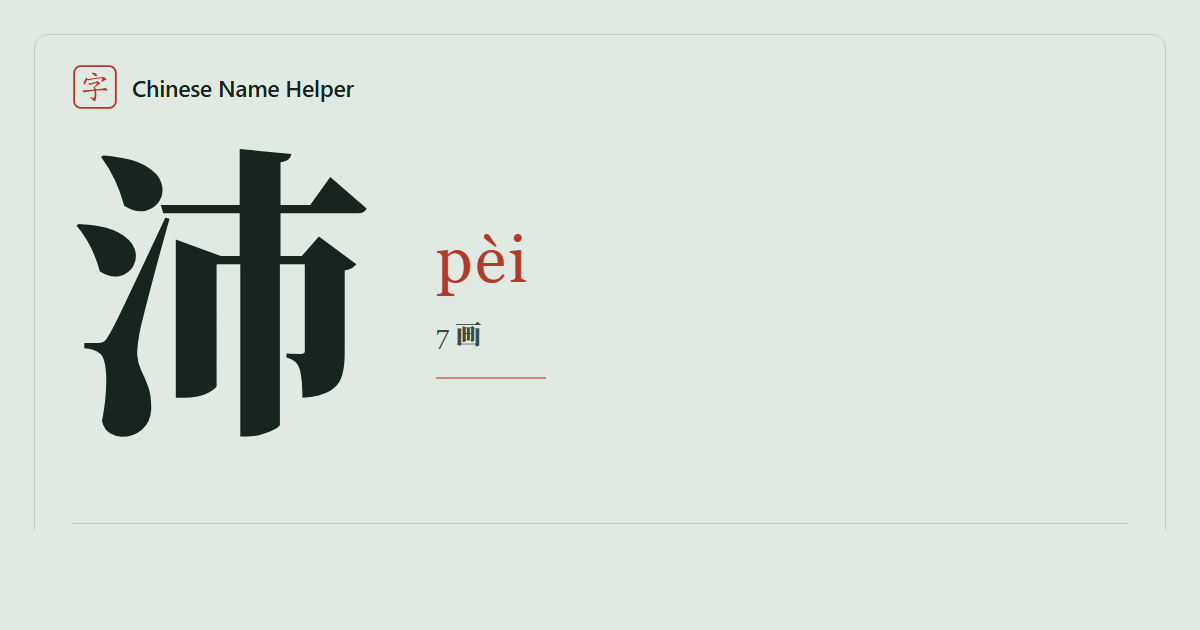 字 Chinese Name Helper
沛
pèi
7 画